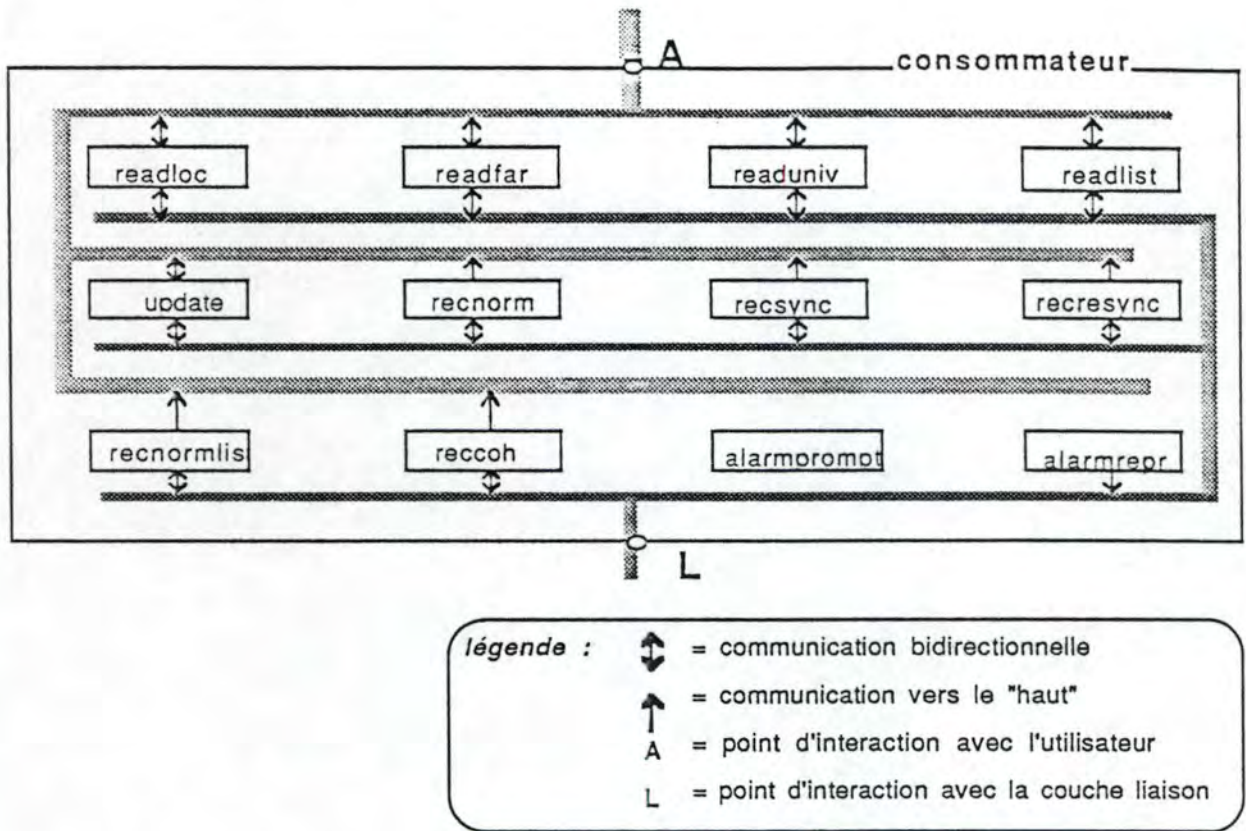 A
consommateur
readloc readfar readuniv readlist
update recnorm recsync recresync
recnormlis reccoh alarmprompt alarmrepr
L
légende : = communication bidirectionnelle
= communication vers le "haut"
A = point d'interaction avec l'utilisateur
L = point d'interaction avec la couche liaison